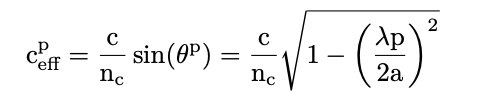 c_eff^p = c/n_c sin(θ^p) = c/n_c √(1 − (λp/2a)^2)